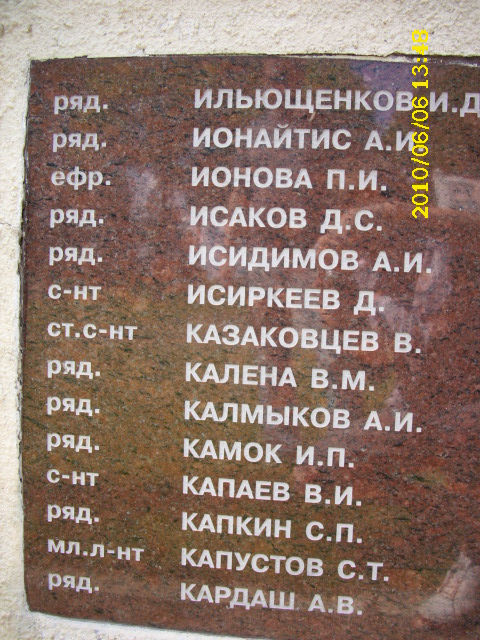 ряд. ИЛЬЮЩЕНКОВ И.Д
ряд. ИОНАЙТИС А.И.
ефр. ИОНОВА П.И.
ряд. ИСАКОВ Д.С.
ряд. ИСИДИМОВ А.И.
с-нт ИСИРКЕЕВ Д.
ст.с-нт КАЗАКОВЦЕВ В.
ряд. КАЛЕНА В.М.
ряд. КАЛМЫКОВ А.И.
ряд. КАМОК И.П.
с-нт КАПАЕВ В.И.
ряд. КАПКИН С.П.
мл.л-нт КАПУСТОВ С.Т.
ряд. КАРДАШ А.В.
2010/06/06 13:48